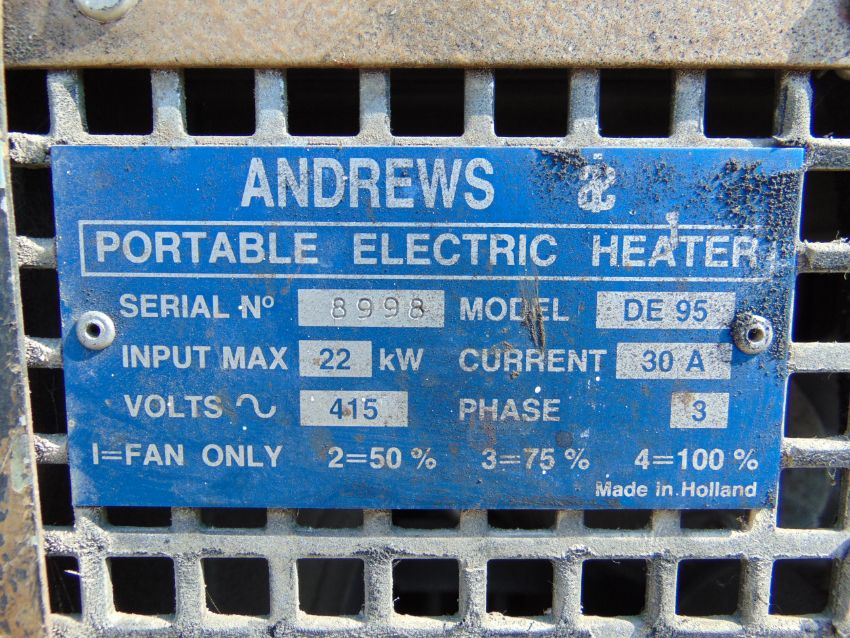 ANDREWS
PORTABLE ELECTRIC HEATER
SERIAL Nº 8998 MODEL DE 95
INPUT MAX 22 kW CURRENT 30 A
VOLTS ∿ 415 PHASE 3
I=FAN ONLY 2=50 % 3=75 % 4=100 %
Made in Holland